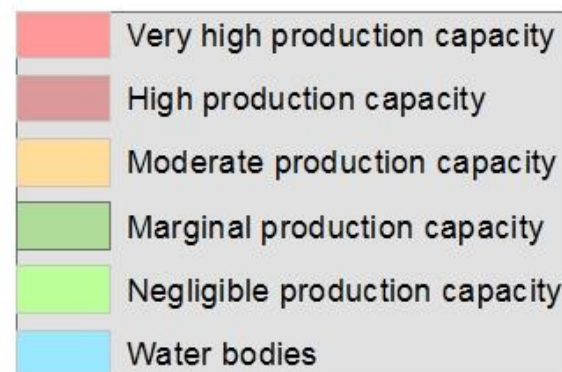 Very high production capacity
High production capacity
Moderate production capacity
Marginal production capacity
Negligible production capacity
Water bodies